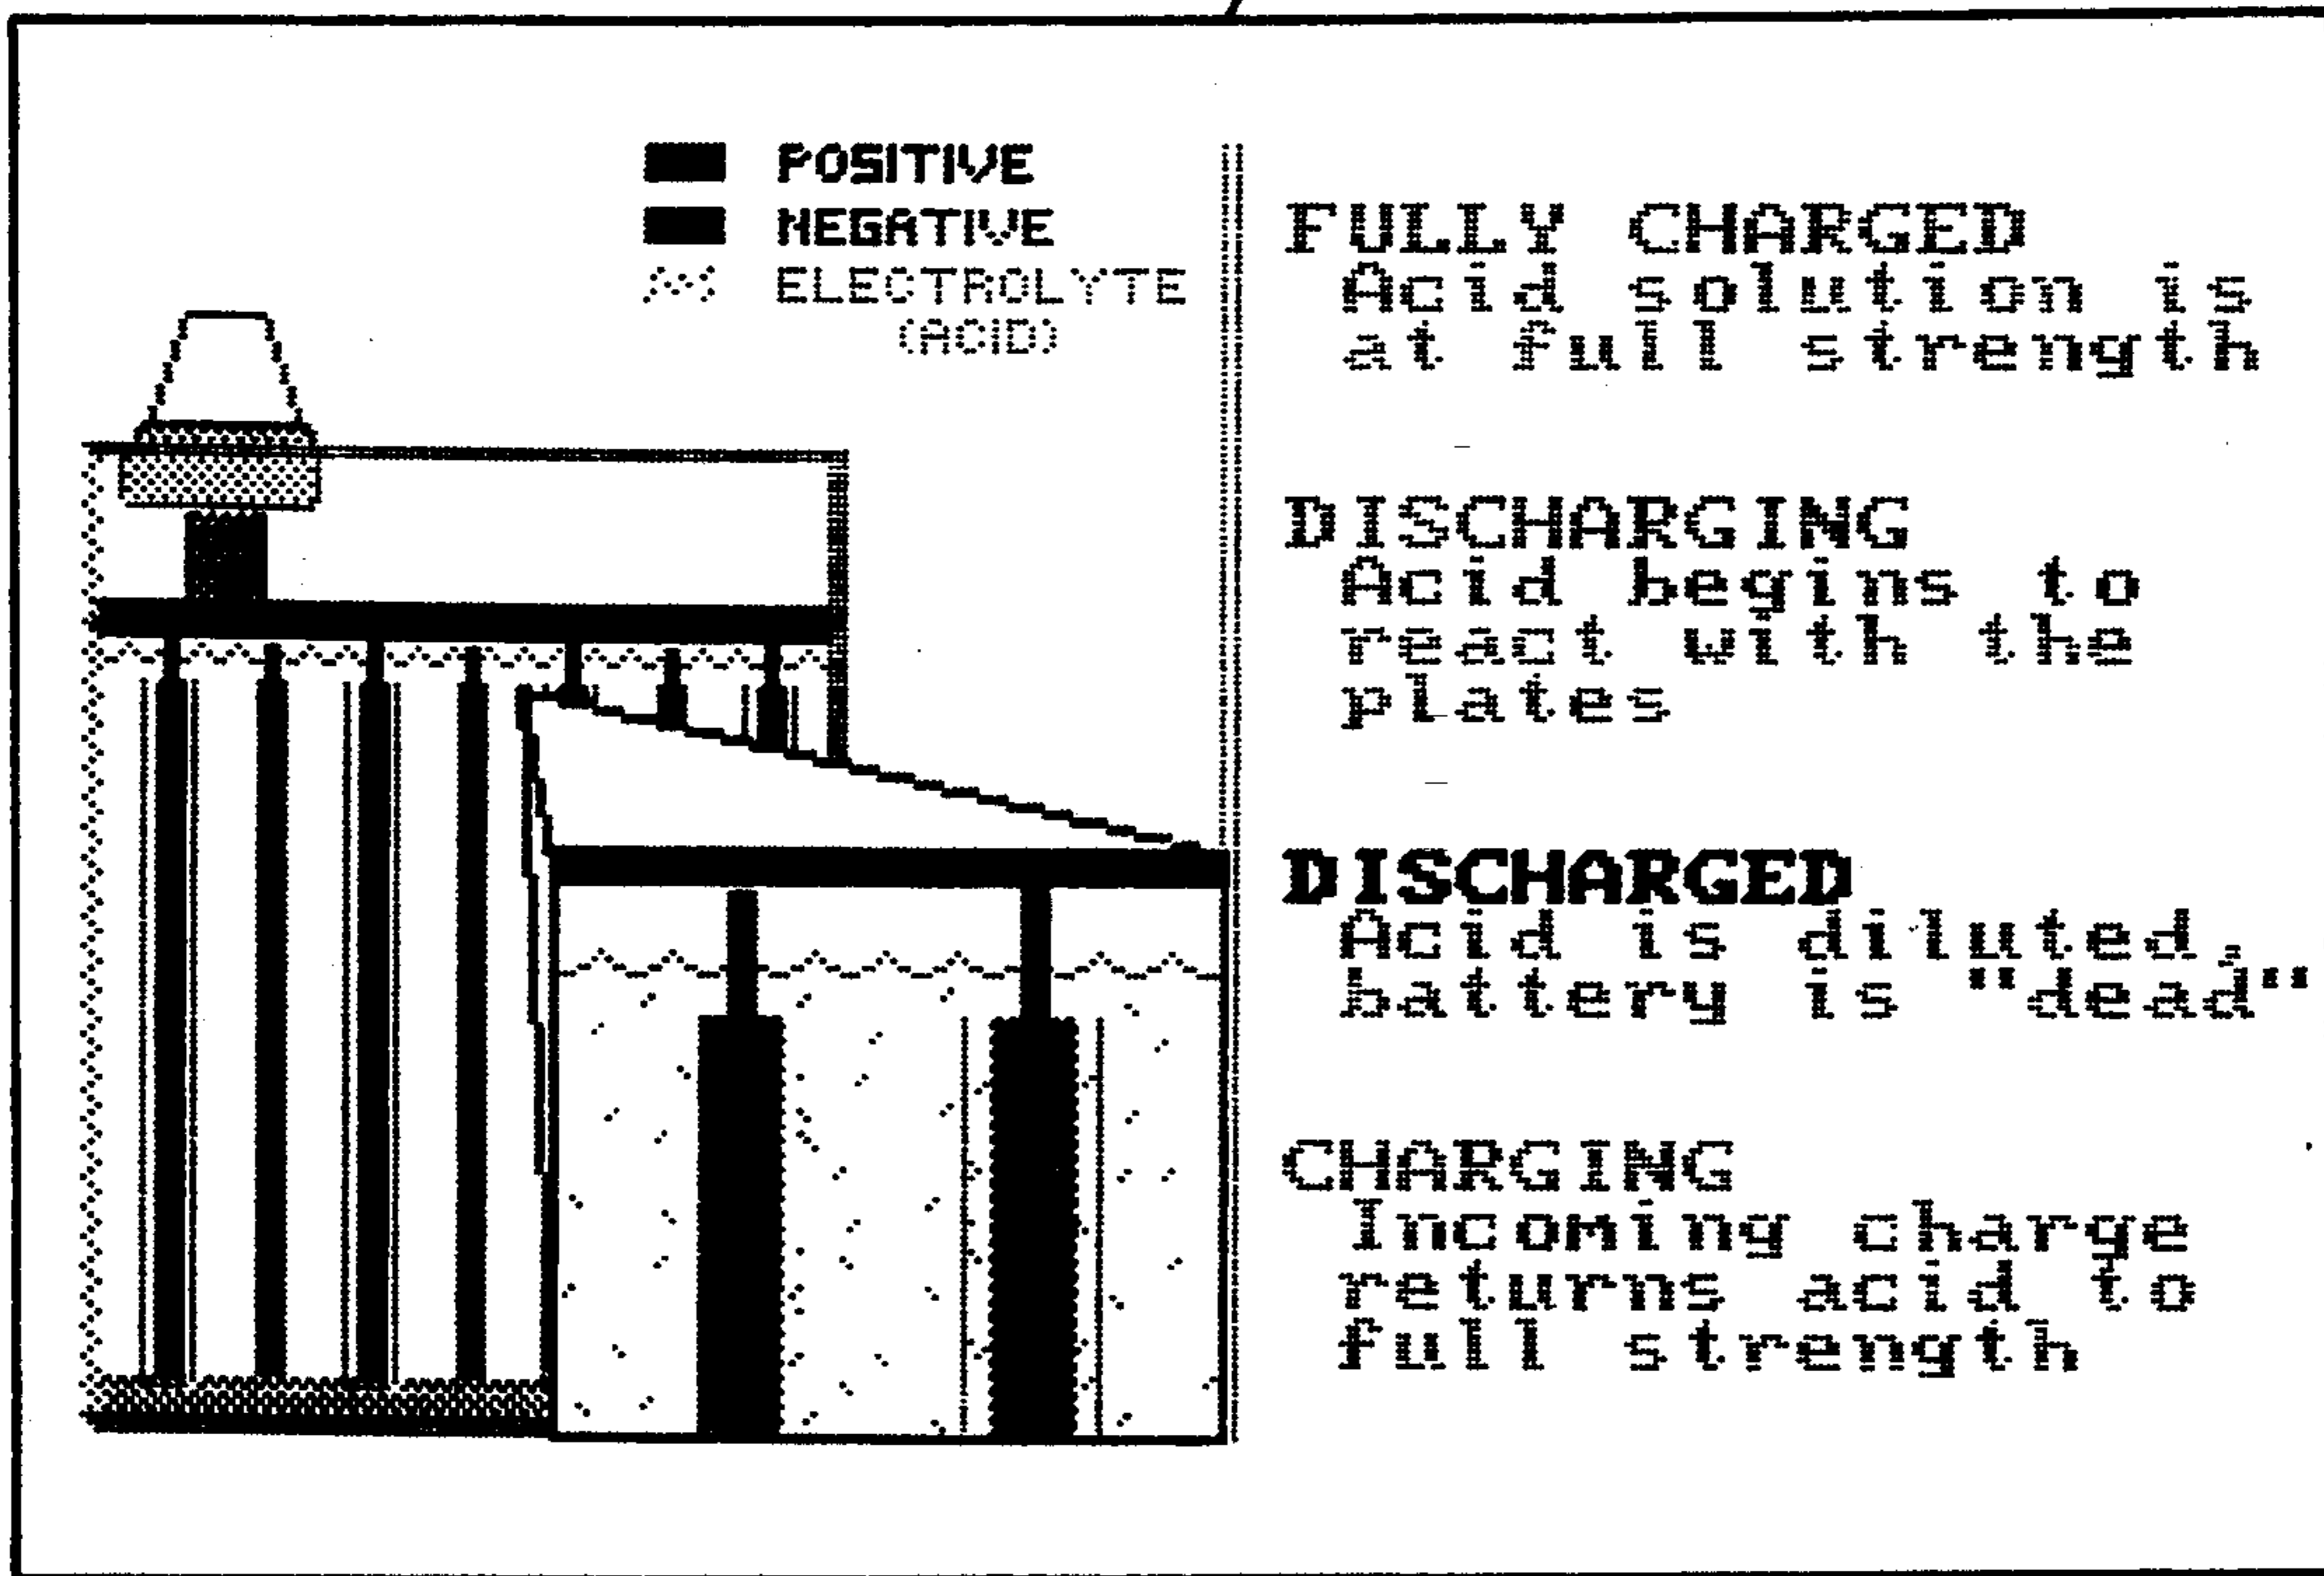 POSITIVE
NEGATIVE
ELECTROLYTE
(ACID)
FULLY CHARGED
Acid solution is
at full strength
DISCHARGING
Acid begins to
react with the
plates
DISCHARGED
Acid is diluted,
Battery is "dead"
CHARGING
Incoming charge
returns acid to
full strength